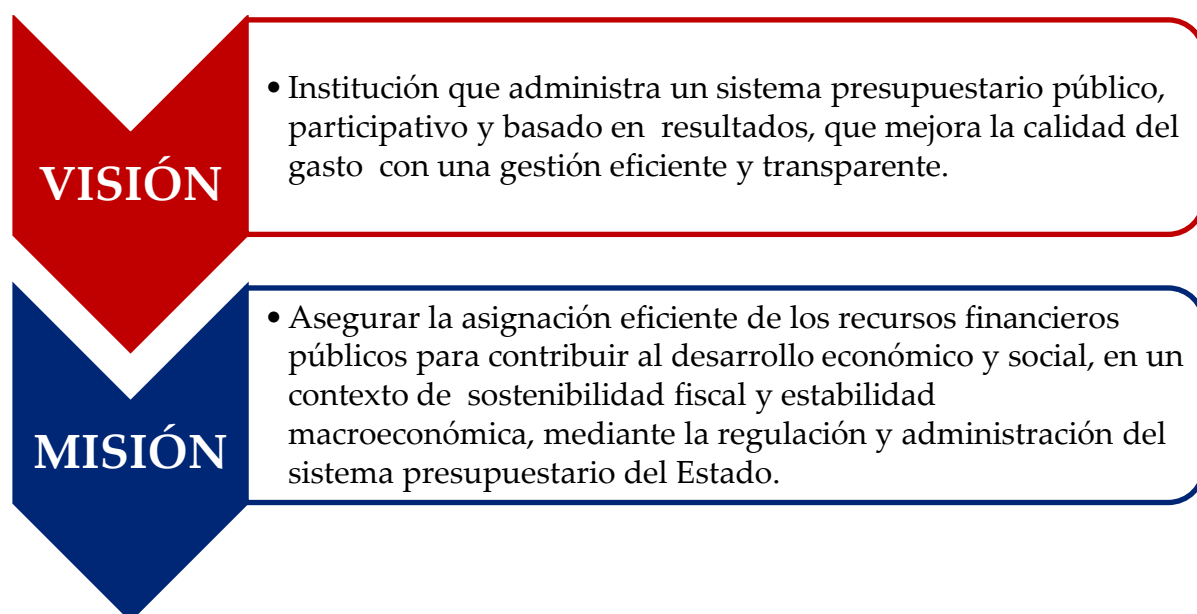 VISIÓN
• Institución que administra un sistema presupuestario público,
participativo y basado en resultados, que mejora la calidad del
gasto con una gestión eficiente y transparente.
MISIÓN
• Asegurar la asignación eficiente de los recursos financieros
públicos para contribuir al desarrollo económico y social, en un
contexto de sostenibilidad fiscal y estabilidad
macroeconómica, mediante la regulación y administración del
sistema presupuestario del Estado.